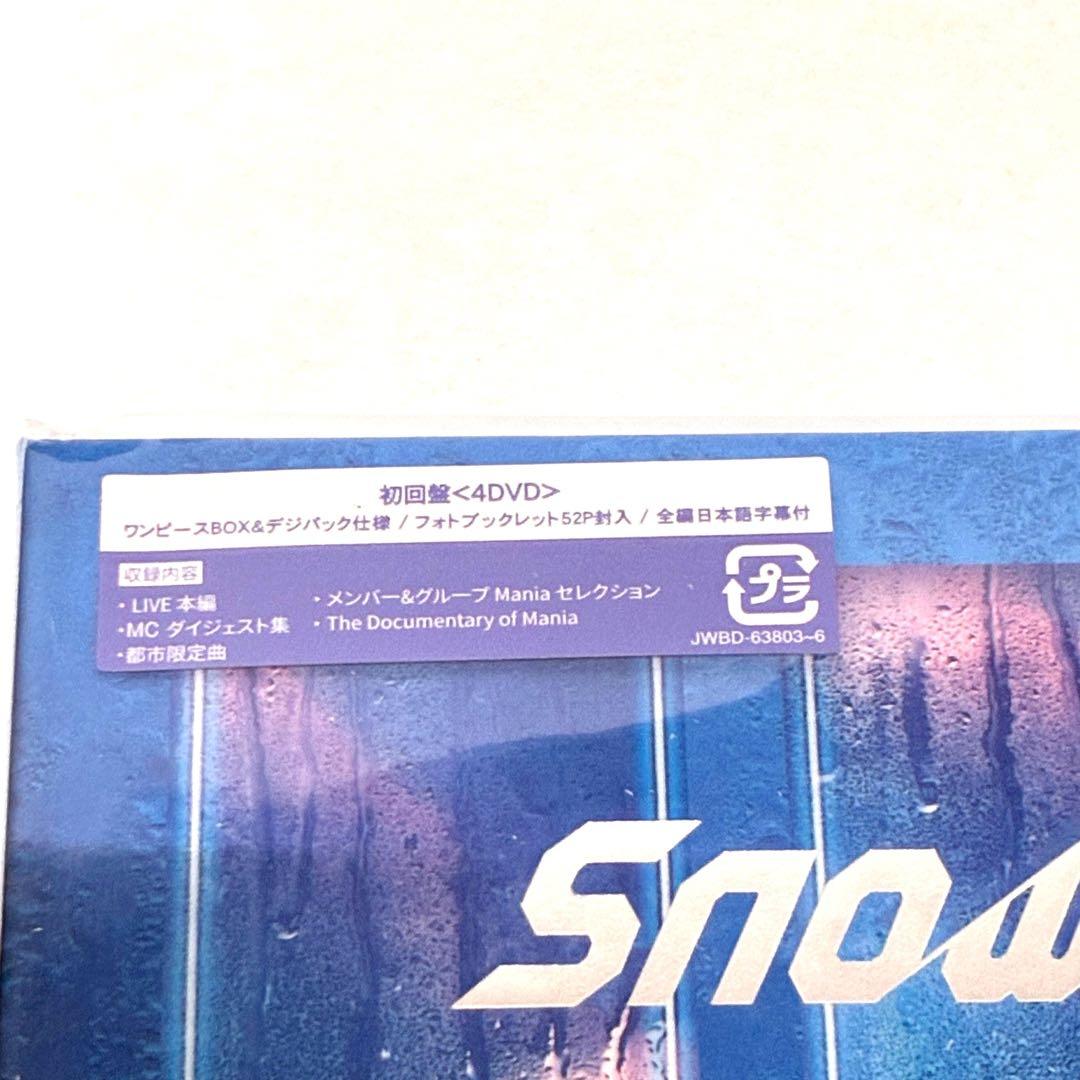 初回盤<4DVD>
ワンピースBOX&デジパック仕様 / フォトブックレット52P封入 / 全編日本語字幕付
収録内容
・LIVE 本編
・MC ダイジェスト集
・都市限定曲
・メンバー&グループ Mania セレクション
・The Documentary of Mania
プラ
JWBD-63803~6
Snow